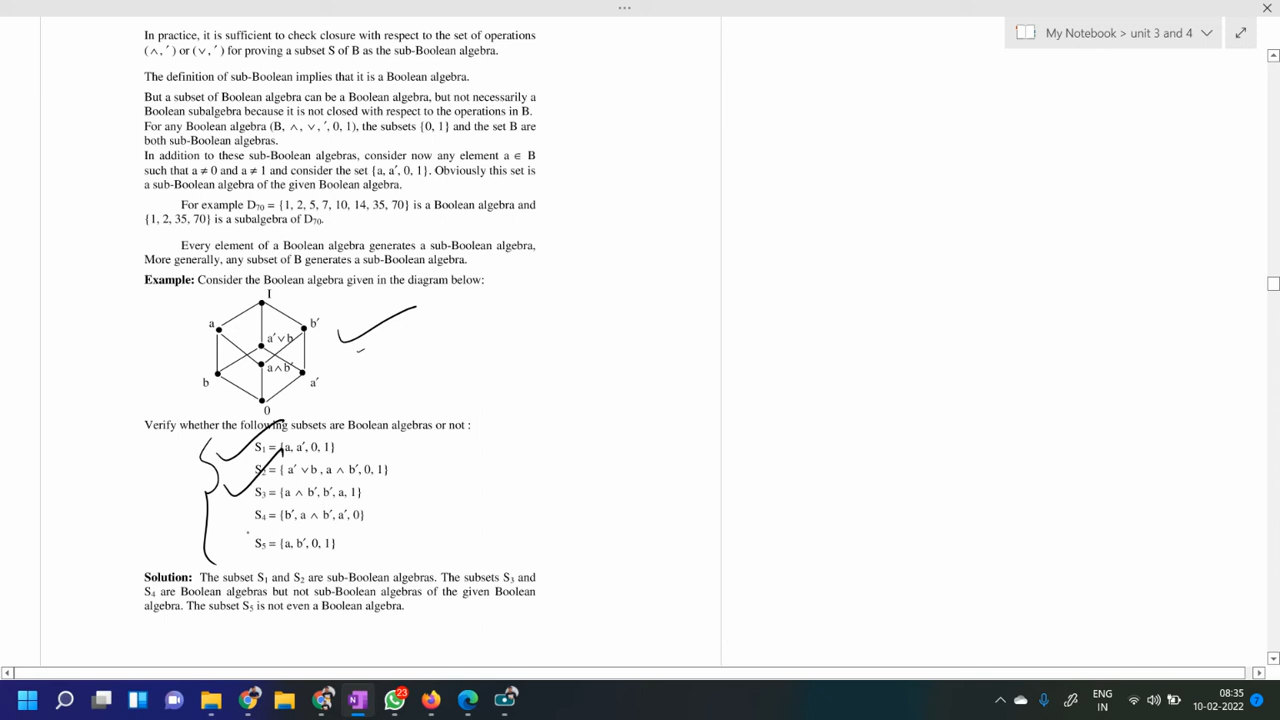 In practice, it is sufficient to check closure with respect to the set of operations
(∧, ′) or (∨, ′) for proving a subset S of B as the sub-Boolean algebra.
My Notebook > unit 3 and 4
The definition of sub-Boolean implies that it is a Boolean algebra.
But a subset of Boolean algebra can be a Boolean algebra, but not necessarily a
Boolean subalgebra because it is not closed with respect to the operations in B.
For any Boolean algebra (B, ∧, ∨, ′, 0, 1), the subsets {0, 1} and the set B are
both sub-Boolean algebras.
In addition to these sub-Boolean algebras, consider now any element a ∈ B
such that a ≠ 0 and a ≠ 1 and consider the set {a, a′, 0, 1}. Obviously this set is
a sub-Boolean algebra of the given Boolean algebra.
For example D₇₀ = {1, 2, 5, 7, 10, 14, 35, 70} is a Boolean algebra and
{1, 2, 35, 70} is a subalgebra of D₇₀.
Every element of a Boolean algebra generates a sub-Boolean algebra,
More generally, any subset of B generates a sub-Boolean algebra.
Example: Consider the Boolean algebra given in the diagram below:
I
a
b′
a′∨b
a∧b′
b
a′
0
Verify whether the following subsets are Boolean algebras or not :
S₁ = {a, a′, 0, 1}
S₂ = { a′ ∨b , a ∧ b′, 0, 1}
S₃ = {a ∧ b′, b′, a, 1}
S₄ = {b′, a ∧ b′, a′, 0}
S₅ = {a, b′, 0, 1}
Solution: The subset S₁ and S₂ are sub-Boolean algebras. The subsets S₃ and
S₄ are Boolean algebras but not sub-Boolean algebras of the given Boolean
algebra. The subset S₅ is not even a Boolean algebra.
23
ENG
IN
08:35
10-02-2022
7